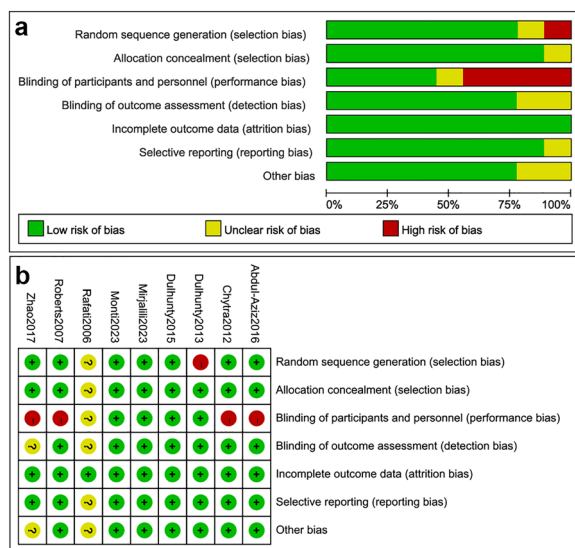 a
Random sequence generation (selection bias)
Allocation concealment (selection bias)
Blinding of participants and personnel (performance bias)
Blinding of outcome assessment (detection bias)
Incomplete outcome data (attrition bias)
Selective reporting (reporting bias)
Other bias
0% 25% 50% 75% 100%
Low risk of bias Unclear risk of bias High risk of bias
b
Zhao2017 Roberts2007 Rafati2006 Monti2023 Mirjalili2023 Dulhunty2015 Dulhunty2013 Chytra2012 Abdul-Aziz2016
+ + ? + + + + + Random sequence generation (selection bias)
+ + ? + + + + + + Allocation concealment (selection bias)
? + + + + Blinding of participants and personnel (performance bias)
? + ? + + + + + + Blinding of outcome assessment (detection bias)
+ + + + + + + + + Incomplete outcome data (attrition bias)
+ + ? + + + + + + Selective reporting (reporting bias)
? + ? + + + + + + Other bias